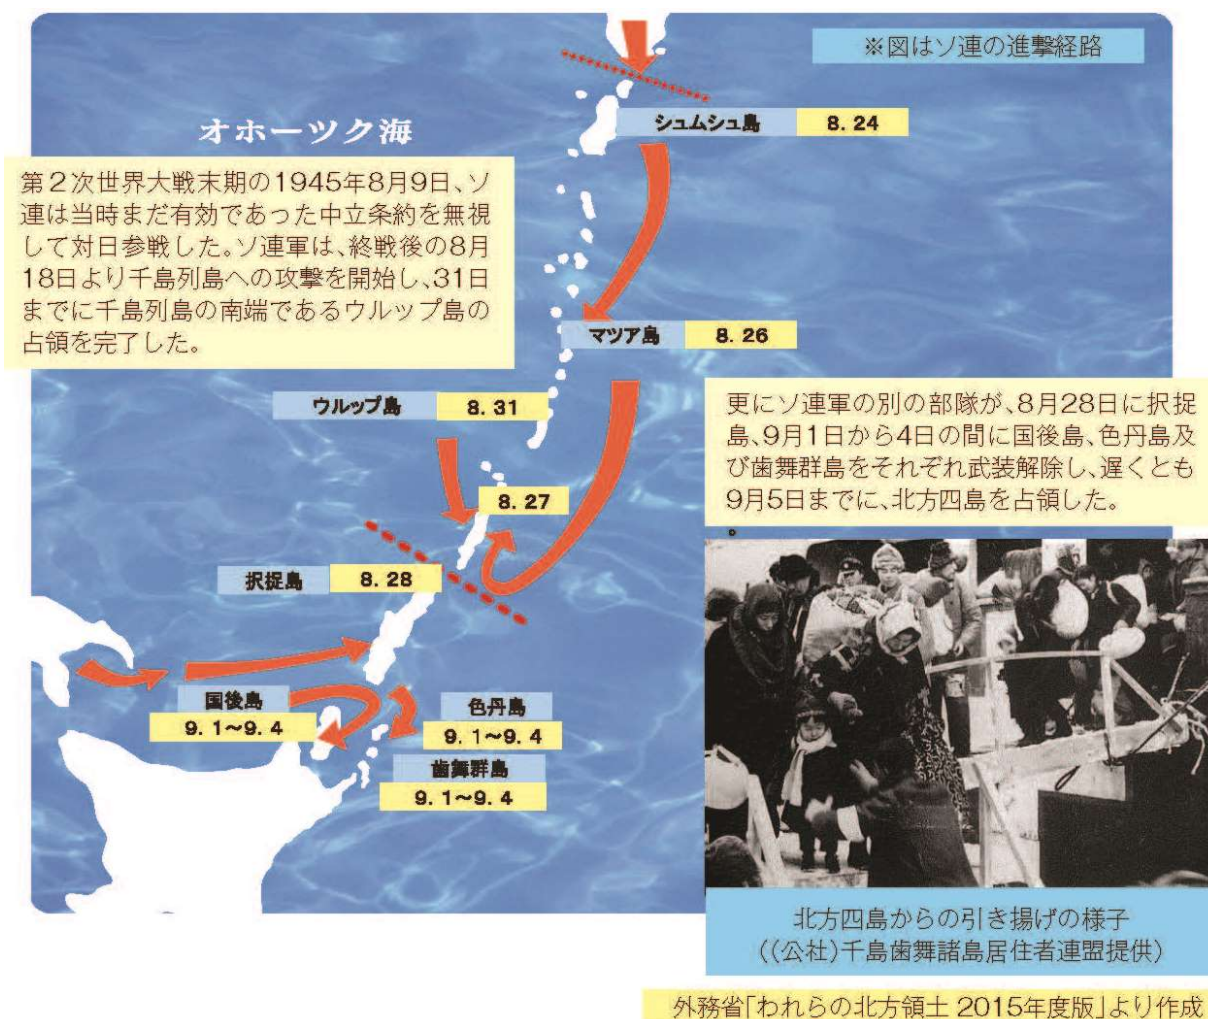 ※図はソ連の進撃経路
オホーツク海
シュムシュ島 8. 24
第2次世界大戦末期の1945年8月9日、ソ
連は当時まだ有効であった中立条約を無視
して対日参戦した。ソ連軍は、終戦後の8月
18日より千島列島への攻撃を開始し、31日
までに千島列島の南端であるウルップ島の
占領を完了した。
マツア島 8. 26
ウルップ島 8. 31
更にソ連軍の別の部隊が、8月28日に択捉
島、9月1日から4日の間に国後島、色丹島及
び歯舞群島をそれぞれ武装解除し、遅くとも
9月5日までに、北方四島を占領した。
8. 27
択捉島 8. 28
国後島
9. 1～9. 4
色丹島
9. 1～9. 4
歯舞群島
9. 1～9. 4
北方四島からの引き揚げの様子
((公社)千島歯舞諸島居住者連盟提供)
外務省「われらの北方領土 2015年度版」より作成